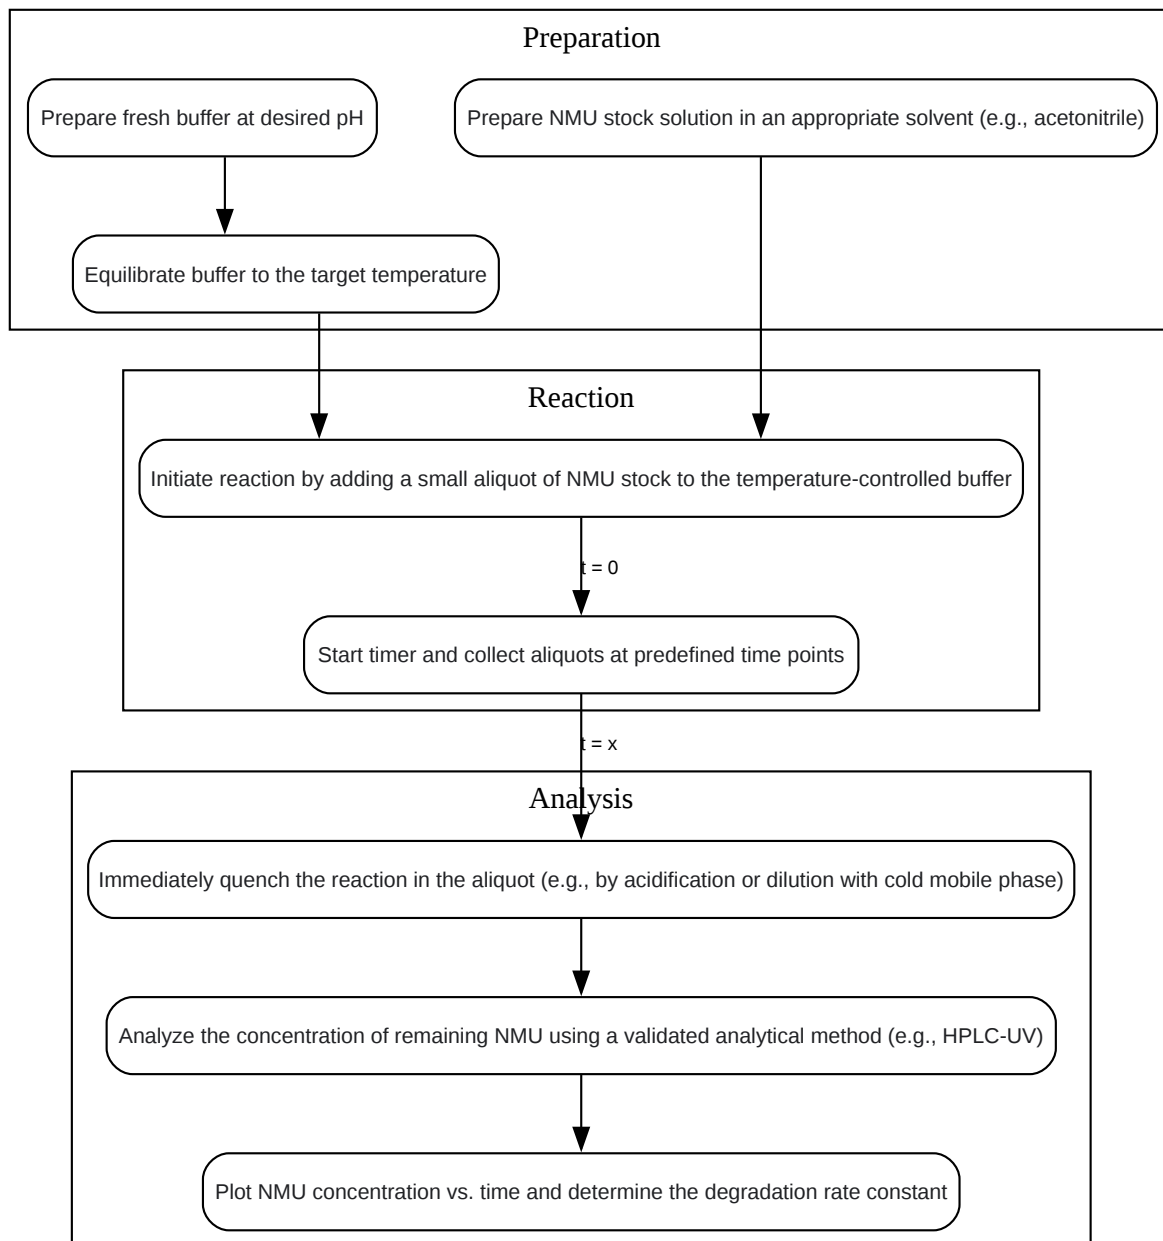 Preparation
Prepare fresh buffer at desired pH
Prepare NMU stock solution in an appropriate solvent (e.g., acetonitrile)
Equilibrate buffer to the target temperature
Reaction
Initiate reaction by adding a small aliquot of NMU stock to the temperature-controlled buffer
t = 0
Start timer and collect aliquots at predefined time points
t = x
Analysis
Immediately quench the reaction in the aliquot (e.g., by acidification or dilution with cold mobile phase)
Analyze the concentration of remaining NMU using a validated analytical method (e.g., HPLC-UV)
Plot NMU concentration vs. time and determine the degradation rate constant